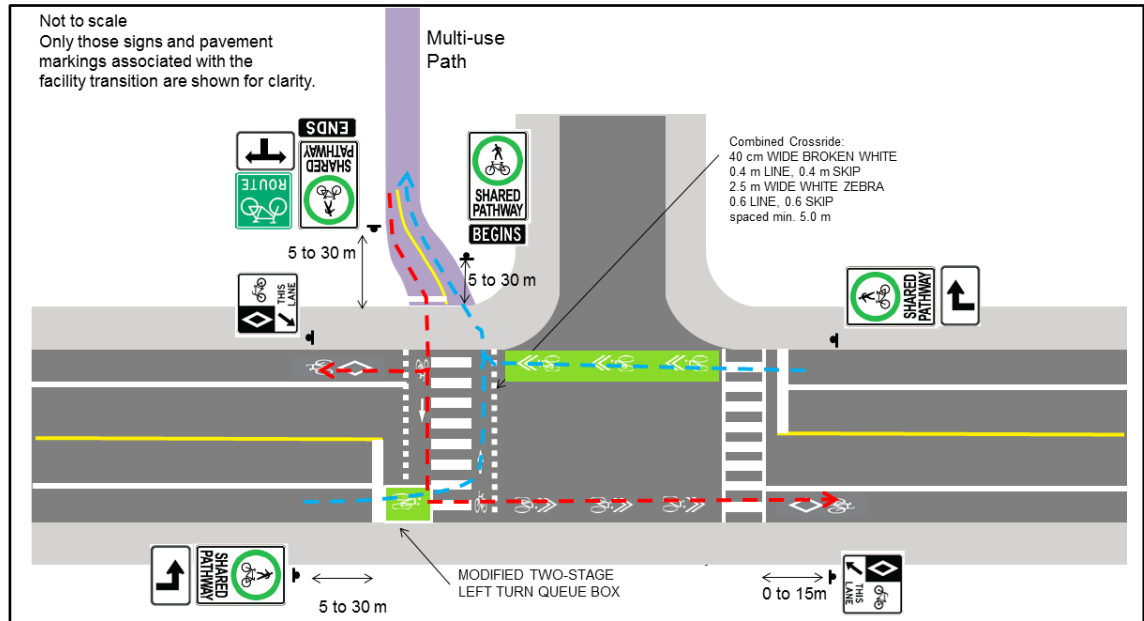 Not to scale
Only those signs and pavement
markings associated with the
facility transition are shown for clarity.
Multi-use
Path
ENDS
SHARED
PATHWAY
ROUTE
SHARED
PATHWAY
BEGINS
Combined Crossride:
40 cm WIDE BROKEN WHITE
0.4 m LINE, 0.4 m SKIP
2.5 m WIDE WHITE ZEBRA
0.6 LINE, 0.6 SKIP
spaced min. 5.0 m
5 to 30 m
5 to 30 m
THIS
LANE
SHARED
PATHWAY
SHARED
PATHWAY
5 to 30 m
MODIFIED TWO-STAGE
LEFT TURN QUEUE BOX
0 to 15m
THIS
LANE